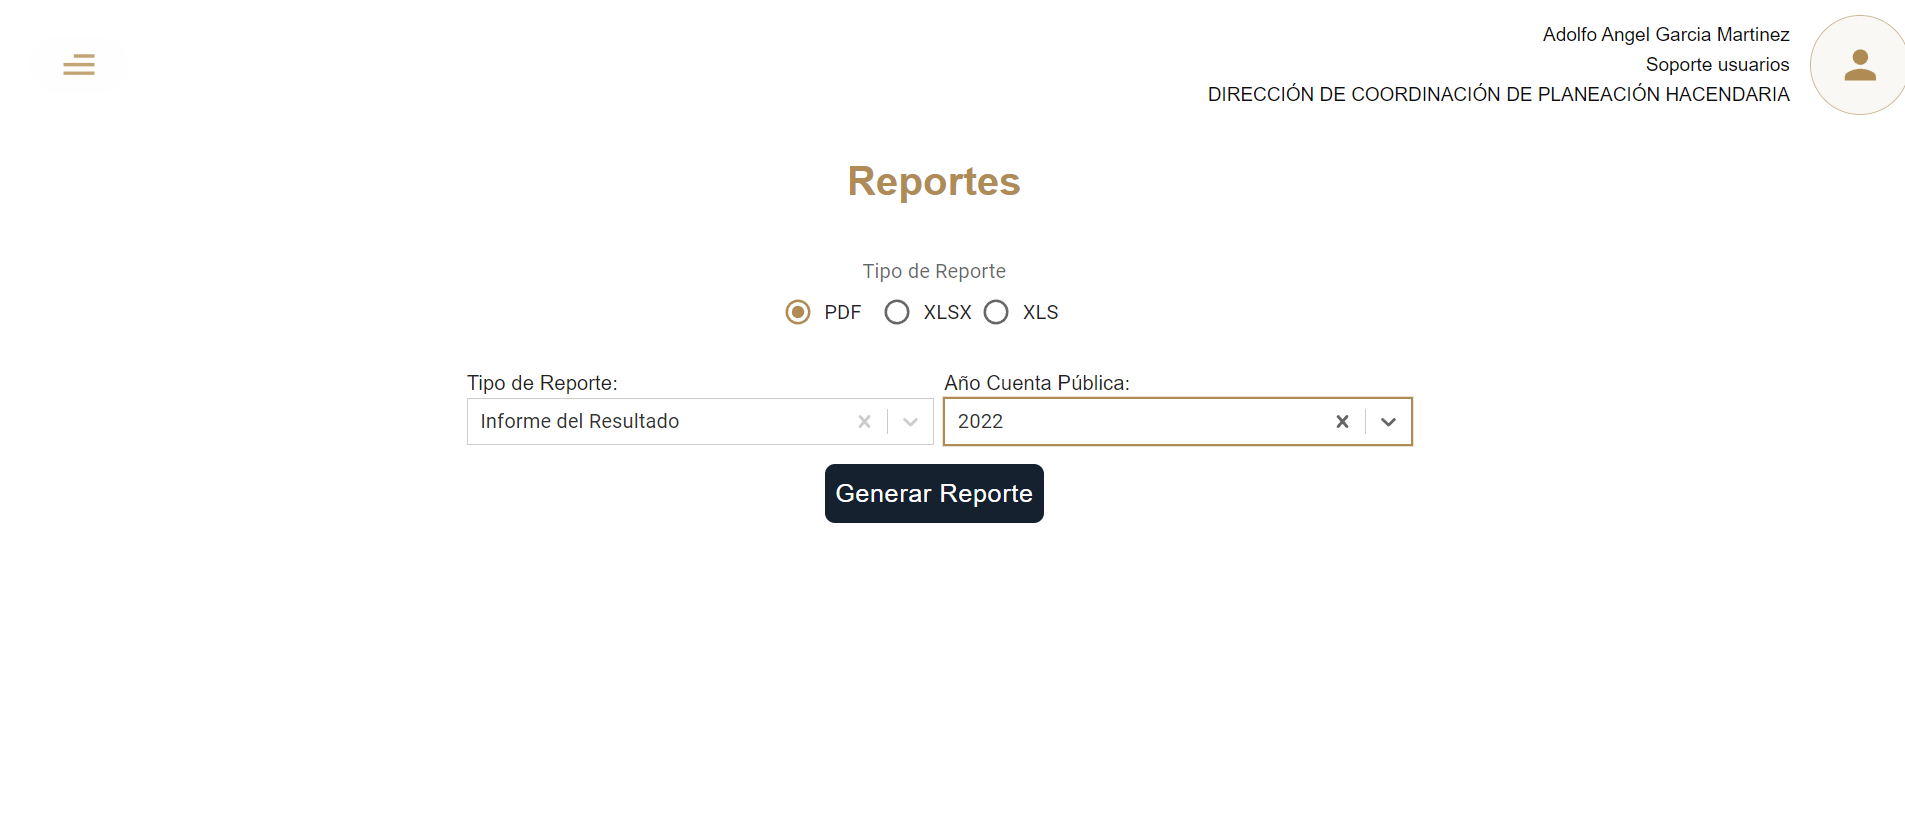 Adolfo Angel Garcia Martinez
Soporte usuarios
DIRECCIÓN DE COORDINACIÓN DE PLANEACIÓN HACENDARIA
Reportes
Tipo de Reporte
PDF XLSX XLS
Tipo de Reporte: Año Cuenta Pública:
Informe del Resultado 2022
Generar Reporte